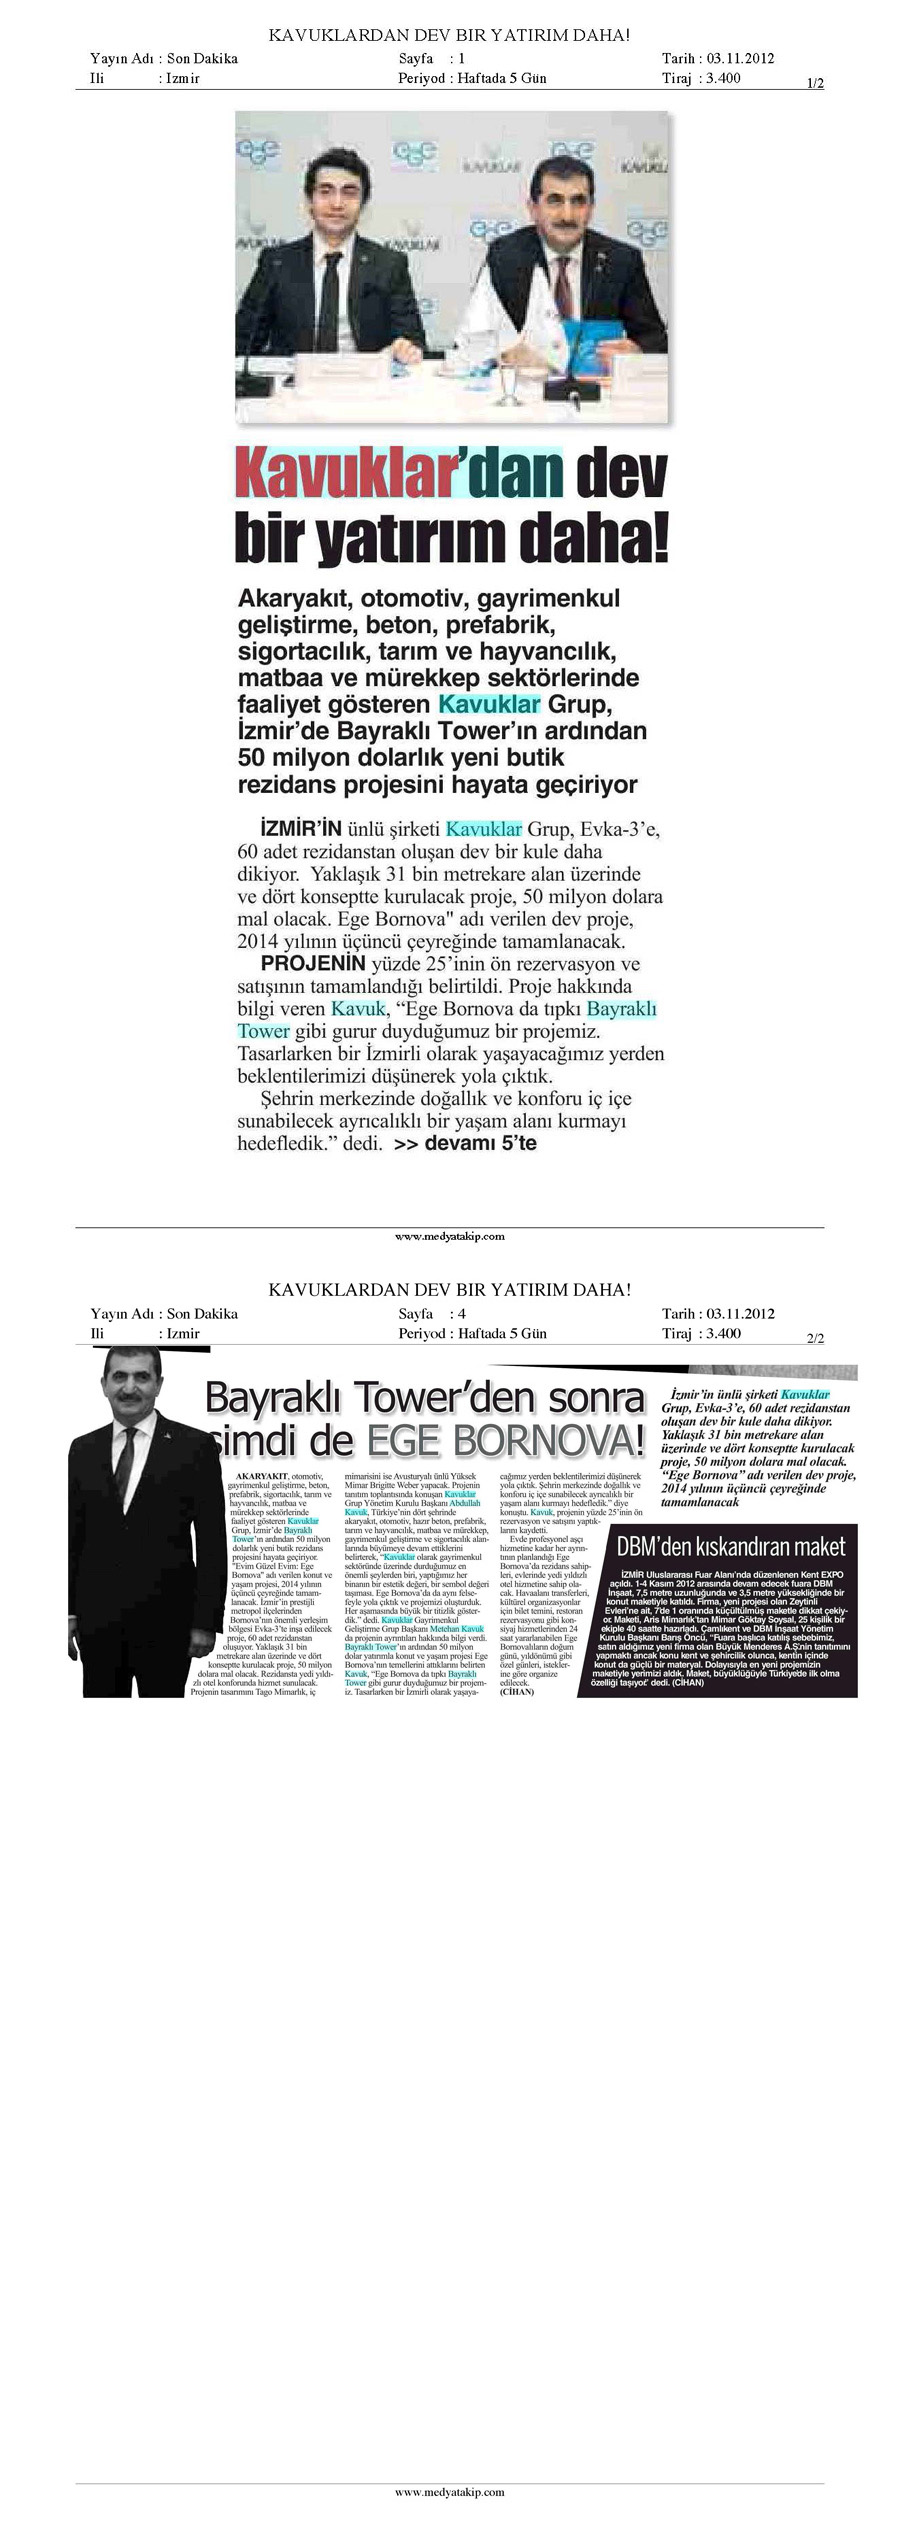 KAVUKLARDAN DEV BIR YATIRIM DAHA!
Yayın Adı : Son Dakika
Sayfa : 1
Tarih : 03.11.2012
Ili : Izmir
Periyod : Haftada 5 Gün
Tiraj : 3.400
1/2
Kavuklar'dan dev
bir yatırım daha!
Akaryakıt, otomotiv, gayrimenkul
geliştirme, beton, prefabrik,
sigortacılık, tarım ve hayvancılık,
matbaa ve mürekkep sektörlerinde
faaliyet gösteren Kavuklar Grup,
İzmir'de Bayraklı Tower'ın ardından
50 milyon dolarlık yeni butik
rezidans projesini hayata geçiriyor
İZMİR'İN ünlü şirketi Kavuklar Grup, Evka-3'e,
60 adet rezidanstan oluşan dev bir kule daha
dikiyor. Yaklaşık 31 bin metrekare alan üzerinde
ve dört konseptte kurulacak proje, 50 milyon dolara
mal olacak. Ege Bornova" adı verilen dev proje,
2014 yılının üçüncü çeyreğinde tamamlanacak.
PROJENİN yüzde 25'inin ön rezervasyon ve
satışının tamamlandığı belirtildi. Proje hakkında
bilgi veren Kavuk, “Ege Bornova da tıpkı Bayraklı
Tower gibi gurur duyduğumuz bir projemiz.
Tasarlarken bir İzmirli olarak yaşayacağımız yerden
beklentilerimizi düşünerek yola çıktık.
Şehrin merkezinde doğallık ve konforu iç içe
sunabilecek ayrıcalıklı bir yaşam alanı kurmayı
hedefledik.” dedi. >> devamı 5'te
www.medyatakip.com
KAVUKLARDAN DEV BIR YATIRIM DAHA!
Yayın Adı : Son Dakika
Sayfa : 4
Tarih : 03.11.2012
Ili : Izmir
Periyod : Haftada 5 Gün
Tiraj : 3.400
2/2
Bayraklı Tower'den sonra
şimdi de EGE BORNOVA!
İzmir'in ünlü şirketi Kavuklar
Grup, Evka-3'e, 60 adet rezidanstan
oluşan dev bir kule daha dikiyor.
Yaklaşık 31 bin metrekare alan
üzerinde ve dört konseptte kurulacak
proje, 50 milyon dolara mal olacak.
“Ege Bornova” adı verilen dev proje,
2014 yılının üçüncü çeyreğinde
tamamlanacak
AKARYAKIT, otomotiv,
gayrimenkul geliştirme, beton,
prefabrik, sigortacılık, tarım ve
hayvancılık, matbaa ve
mürekkep sektörlerinde
faaliyet gösteren Kavuklar
Grup, İzmir'de Bayraklı
Tower'ın ardından 50 milyon
dolarlık yeni butik rezidans
projesini hayata geçiriyor.
"Evim Güzel Evim: Ege
Bornova" adı verilen konut ve
yaşam projesi, 2014 yılının
üçüncü çeyreğinde tamam-
lanacak. İzmir'in prestijli
metropol ilçelerinden
Bornova'nın önemli yerleşim
bölgesi Evka-3'te inşa edilecek
proje, 60 adet rezidanstan
oluşuyor. Yaklaşık 31 bin
metrekare alan üzerinde ve dört
konseptte kurulacak proje, 50 milyon
dolara mal olacak. Rezidansta yedi yıldı-
zlı otel konforunda hizmet sunulacak.
Projenin tasarımını Tago Mimarlık, iç
mimarisini ise Avusturyalı ünlü Yüksek
Mimar Brigitte Weber yapacak. Projenin
tanıtım toplantısında konuşan Kavuklar
Grup Yönetim Kurulu Başkanı Abdullah
Kavuk, Türkiye'nin dört şehrinde
akaryakıt, otomotiv, hazır beton, prefabrik,
tarım ve hayvancılık, matbaa ve mürekkep,
gayrimenkul geliştirme ve sigortacılık alan-
larında büyümeye devam ettiklerini
belirterek, “Kavuklar olarak gayrimenkul
sektöründe üzerinde durduğumuz en
önemli şeylerden biri, yaptığımız her
binanın bir estetik değeri, bir sembol değeri
taşıması. Ege Bornova'da da aynı felse-
feyle yola çıktık ve projemizi oluşturduk.
Her aşamasında büyük bir titizlik göster-
dik.” dedi. Kavuklar Gayrimenkul
Geliştirme Grup Başkanı Metehan Kavuk
da projenin ayrıntıları hakkında bilgi verdi.
Bayraklı Tower'ın ardından 50 milyon
dolar yatırımla konut ve yaşam projesi Ege
Bornova'nın temellerini attıklarını belirten
Kavuk, “Ege Bornova da tıpkı Bayraklı
Tower gibi gurur duyduğumuz bir projem-
iz. Tasarlarken bir İzmirli olarak yaşaya-
cağımız yerden beklentilerimizi düşünerek
yola çıktık. Şehrin merkezinde doğallık ve
konforu iç içe sunabilecek ayrıcalıklı bir
yaşam alanı kurmayı hedefledik.” diye
konuştu. Kavuk, projenin yüzde 25'inin ön
rezervasyon ve satışını yaptık-
larını kaydetti.
Evde profesyonel aşçı
hizmetine kadar her ayrın-
tının planlandığı Ege
Bornova'da rezidans sahip-
leri, evlerinde yedi yıldızlı
otel hizmetine sahip ola-
cak. Havaalanı transferleri,
kültürel organizasyonlar
için bilet temini, restoran
rezervasyonu gibi kon-
siyaj hizmetlerinden 24
saat yararlanabilen Ege
Bornovalıların doğum
günü, yıldönümü gibi
özel günleri, istekler-
ine göre organize
edilecek.
(CİHAN)
DBM'den kıskandıran maket
İZMİR Uluslararası Fuar Alanı'nda düzenlenen Kent EXPO
açıldı. 1-4 Kasım 2012 arasında devam edecek fuara DBM
İnşaat, 7,5 metre uzunluğunda ve 3,5 metre yüksekliğinde bir
konut maketiyle katıldı. Firma, yeni projesi olan Zeytinli
Evleri'ne ait, 7'de 1 oranında küçültülmüş maketle dikkat çekiy-
or. Maketi, Aris Mimarlık'tan Mimar Göktay Soysal, 25 kişilik bir
ekiple 40 saatte hazırladı. Çamlıkent ve DBM İnşaat Yönetim
Kurulu Başkanı Barış Öncü, “Fuara başlıca katılış sebebimiz,
satın aldığımız yeni firma olan Büyük Menderes A.Ş'nin tanıtımını
yapmaktı ancak konu kent ve şehircilik olunca, kentin içinde
konut da güçlü bir materyal. Dolayısıyla en yeni projemizin
maketiyle yerimizi aldık. Maket, büyüklüğüyle Türkiye'de ilk olma
özelliği taşıyor.” dedi. (CİHAN)
www.medyatakip.com